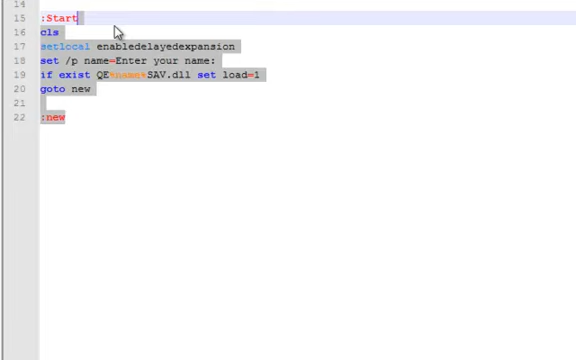 14
15 :Start
16 cls
17 setlocal enabledelayedexpansion
18 set /p name=Enter your name:
19 if exist QE%name%SAV.dll set load=1
20 goto new
21
22 :new